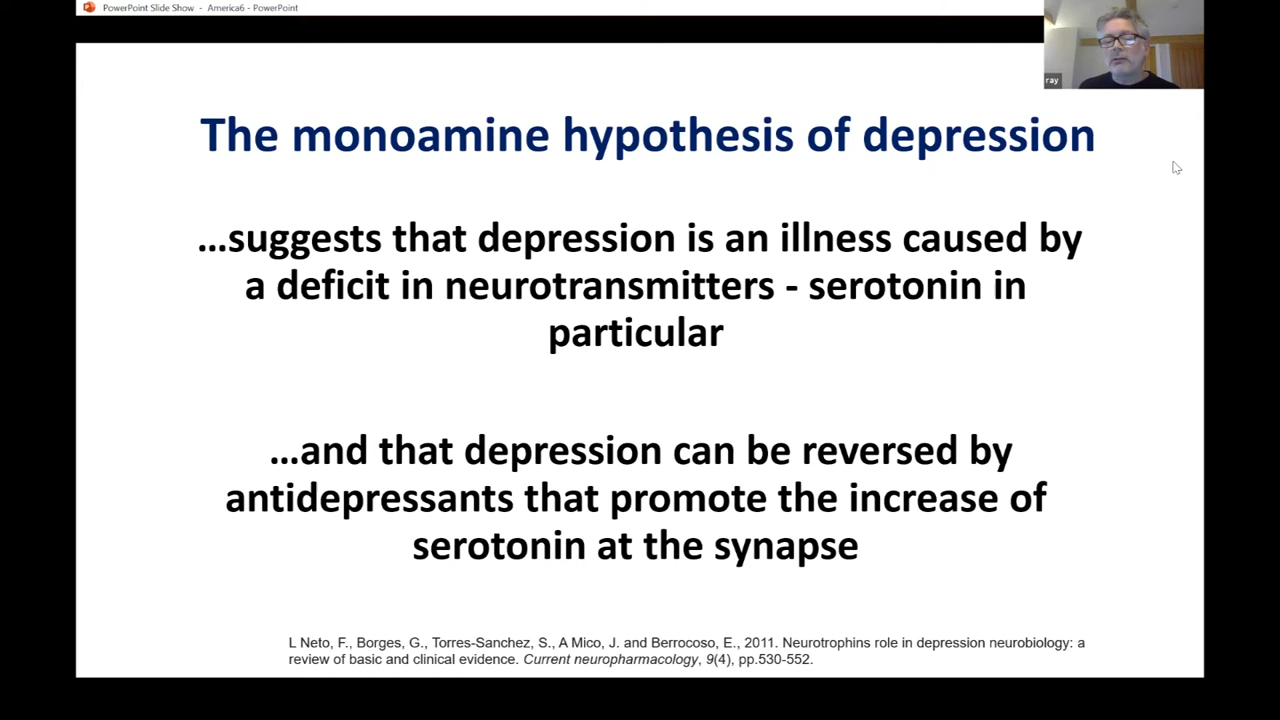 PowerPoint Slide Show - America6 - PowerPoint
ray
The monoamine hypothesis of depression
...suggests that depression is an illness caused by
a deficit in neurotransmitters - serotonin in
particular
...and that depression can be reversed by
antidepressants that promote the increase of
serotonin at the synapse
L Neto, F., Borges, G., Torres-Sanchez, S., A Mico, J. and Berrocoso, E., 2011. Neurotrophins role in depression neurobiology: a
review of basic and clinical evidence. Current neuropharmacology, 9(4), pp.530-552.